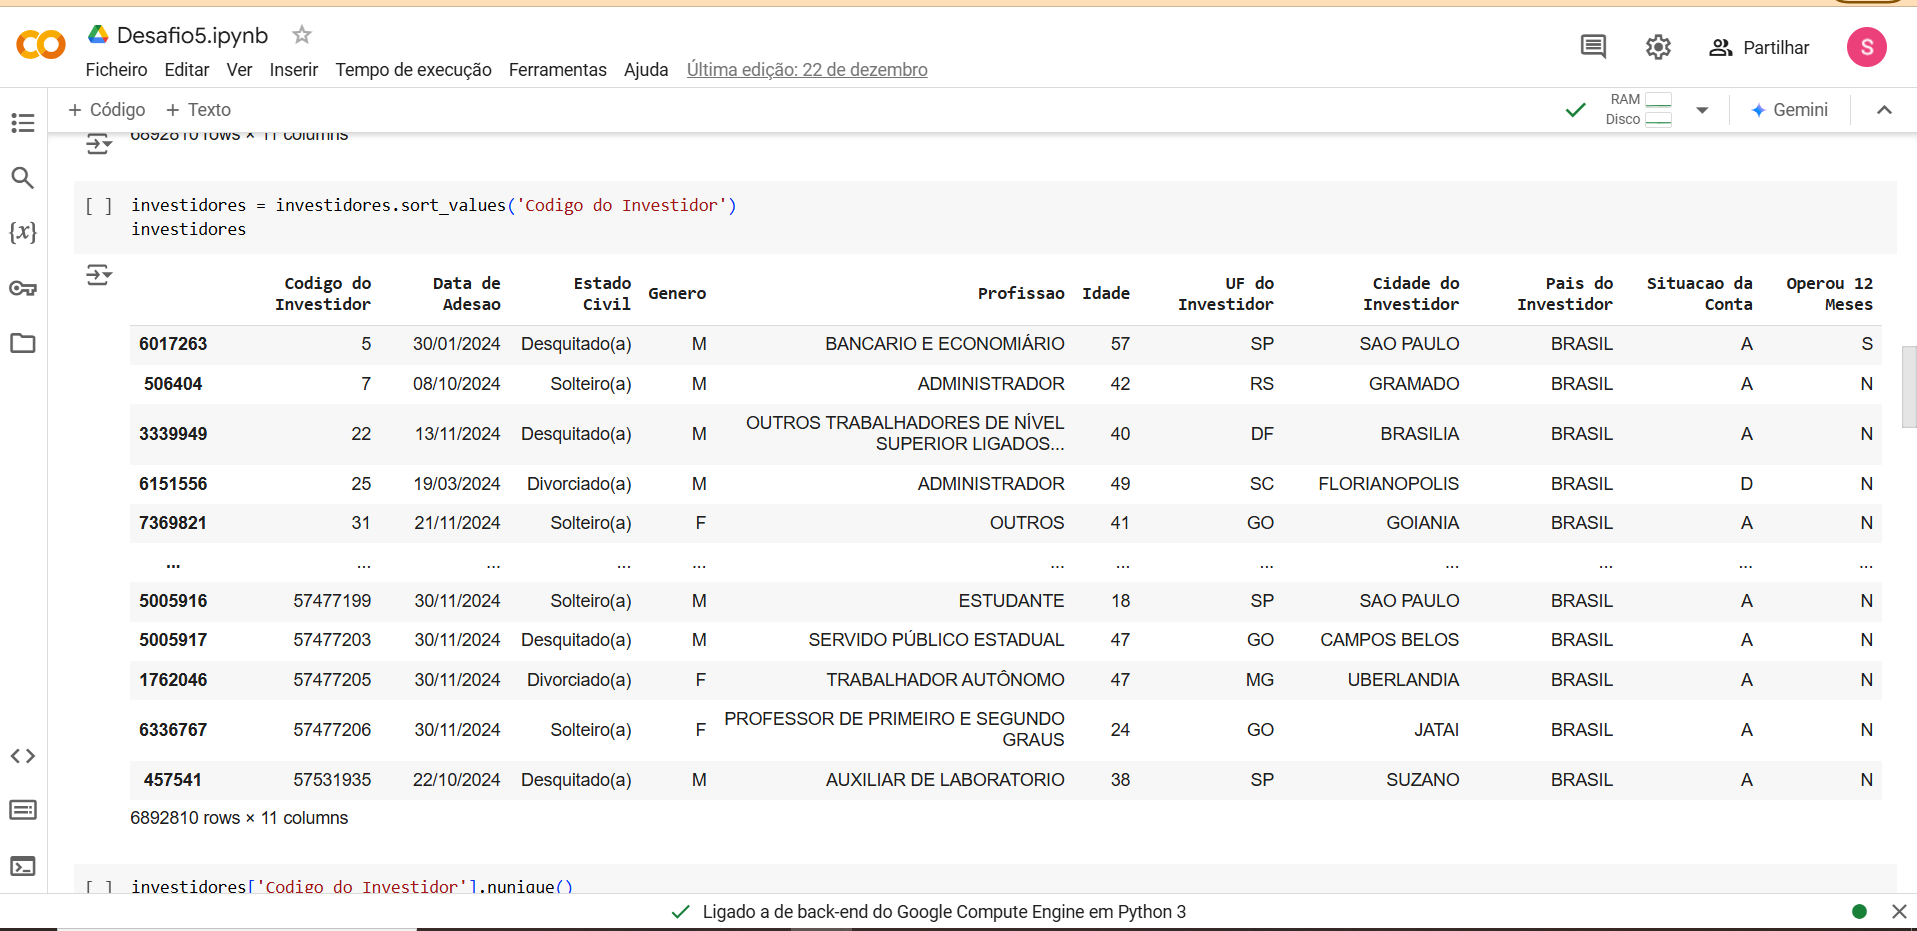 Desafio5.ipynb
Ficheiro Editar Ver Inserir Tempo de execução Ferramentas Ajuda Última edição: 22 de dezembro
Partilhar
S
+ Código + Texto
RAM
Disco
Gemini
6892810 rows × 11 columns
[ ] investidores = investidores.sort_values('Codigo do Investidor')
investidores
Codigo do Investidor Data de Adesao Estado Civil Genero Profissao Idade UF do Investidor Cidade do Investidor Pais do Investidor Situacao da Conta Operou 12 Meses
6017263 5 30/01/2024 Desquitado(a) M BANCARIO E ECONOMIÁRIO 57 SP SAO PAULO BRASIL A S
506404 7 08/10/2024 Solteiro(a) M ADMINISTRADOR 42 RS GRAMADO BRASIL A N
3339949 22 13/11/2024 Desquitado(a) M OUTROS TRABALHADORES DE NÍVEL SUPERIOR LIGADOS... 40 DF BRASILIA BRASIL A N
6151556 25 19/03/2024 Divorciado(a) M ADMINISTRADOR 49 SC FLORIANOPOLIS BRASIL D N
7369821 31 21/11/2024 Solteiro(a) F OUTROS 41 GO GOIANIA BRASIL A N
... ... ... ... ... ... ... ... ... ... ... ...
5005916 57477199 30/11/2024 Solteiro(a) M ESTUDANTE 18 SP SAO PAULO BRASIL A N
5005917 57477203 30/11/2024 Desquitado(a) M SERVIDO PÚBLICO ESTADUAL 47 GO CAMPOS BELOS BRASIL A N
1762046 57477205 30/11/2024 Divorciado(a) F TRABALHADOR AUTÔNOMO 47 MG UBERLANDIA BRASIL A N
6336767 57477206 30/11/2024 Solteiro(a) F PROFESSOR DE PRIMEIRO E SEGUNDO GRAUS 24 GO JATAI BRASIL A N
457541 57531935 22/10/2024 Desquitado(a) M AUXILIAR DE LABORATORIO 38 SP SUZANO BRASIL A N
6892810 rows × 11 columns
[ ] investidores['Codigo do Investidor'].nunique()
Ligado a de back-end do Google Compute Engine em Python 3